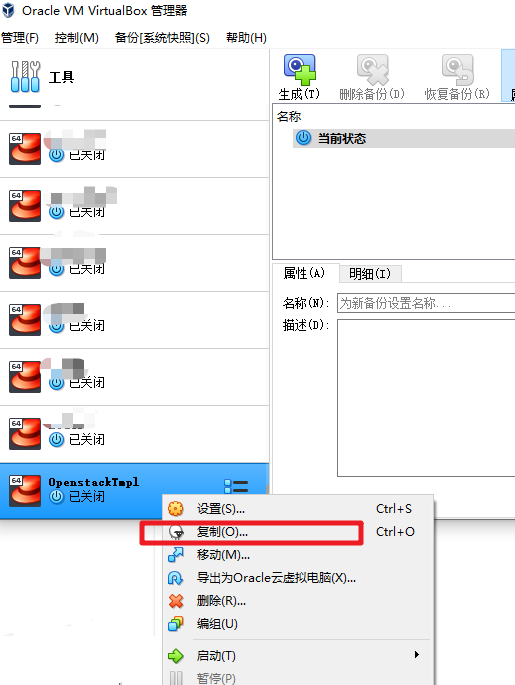 Oracle VM VirtualBox 管理器
管理(F) 控制(M) 备份[系统快照](S) 帮助(H)
工具
生成(T) 删除备份(D) 恢复备份(R)
名称
当前状态
64
已关闭
64
已关闭
64
已关闭
属性(A) 明细(I)
名称(N): 为新备份设置名称...
描述(D):
64
已关闭
64
已关闭
64
已关闭
64
OpenstackTmpl
已关闭
设置(S)... Ctrl+S
复制(O)... Ctrl+O
移动(M)...
导出为Oracle云虚拟电脑(X)...
删除(R)...
编组(U)
启动(T)
暂停(P)